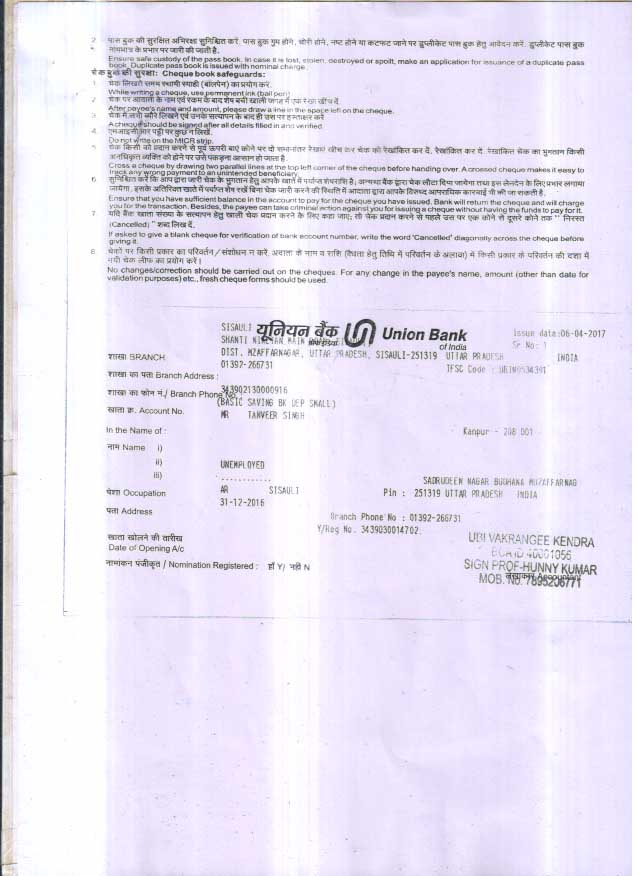 2. पास बुक की सुरक्षित अभिरक्षा सुनिश्चित करें. पास बुक गुम होने, चोरी होने, नष्ट होने या कटफट जाने पर डुप्लीकेट पास बुक हेतु आवेदन करें. डुप्लीकेट पास बुक
नाममात्र के प्रभार पर जारी की जाती है.
Ensure safe custody of the pass book. In case it is lost, stolen, destroyed or spoilt, make an application for issuance of a duplicate pass
book. Duplicate pass book is issued with nominal charge.
चेक बुक की सुरक्षा: Cheque book safeguards:
1. चेक लिखते समय स्थायी स्याही (बॉलपेन) का प्रयोग करें.
While writing a cheque, use permanent ink (ball pen)
2. चेक पर आदाता के नाम एवं रकम के बाद शेष बची खाली जगह में एक रेखा खींच दें.
After payee's name and amount, please draw a line in the space left on the cheque.
3. चेक में सभी ब्यौरे लिखने एवं उनके सत्यापन के बाद ही उस पर हस्ताक्षर करें
A cheque should be signed after all details filled in and verified.
4. एमआईसीआर पट्टी पर कुछ न लिखें.
Do not write on the MICR strip.
5. चेक किसी को प्रदान करने से पूर्व ऊपरी बाएं कोने पर दो समानांतर रेखाएं खींच कर चेक को रेखांकित कर दें. रेखांकित कर दें. रेखांकित चेक का भुगतान किसी
अनधिकृत व्यक्ति को होने पर उसे पकड़ना आसान हो जाता है.
Cross a cheque by drawing two parallel lines at the top left corner of the cheque before handing over. A crossed cheque makes it easy to
track any wrong payment to an unintended beneficiary.
6. सुनिश्चित करें कि आप द्वारा जारी चेक के भुगतान हेतु आपके खाते में पर्याप्त शेषराशि है. अन्यथा बैंक द्वारा चेक लौटा दिया जायेगा तथा इस लेनदेन के लिए प्रभार लगाया
जायेगा. इसके अतिरिक्त खाते में पर्याप्त शेष रखें बिना चेक जारी करने की स्थिति में आदाता द्वारा आपके विरुध्द आपराधिक कारवाई भी की जा सकती है.
Ensure that you have sufficient balance in the account to pay for the cheque you have issued. Bank will return the cheque and will charge
you for the transaction. Besides, the payee can take criminal action against you for issuing a cheque without having the funds to pay for it.
7. यदि बैंक खाता संख्या के सत्यापन हेतु खाली चेक प्रदान करने के लिए कहा जाए; तो चेक प्रदान करने से पहले उस पर एक कोने से दूसरे कोने तक " निरस्त
(Cancelled) " शब्द लिख दें.
If asked to give a blank cheque for verification of bank account number, write the word 'Cancelled' diagonally across the cheque before
giving it.
8. चेकों पर किसी प्रकार का परिवर्तन / संशोधन न करें. अदाता के नाम व राशि (वैधता हेतु तिथि में परिवर्तन के अलावा) में किसी प्रकार के परिवर्तन की दशा में
नयी चेक लीफ का प्रयोग करें।
No changes/correction should be carried out on the cheques. For any change in the payee's name, amount (other than date for
validation purposes) etc., fresh cheque forms should be used.
SISAULI यूनियन बैंक Union Bank issue data:06-04-2017
SHANTI MAIN of India Sr No: 1
शाखा BRANCH DIST. MZAFFARNAGAR, UTTAR PRADESH, SISAULI-251319 UTTAR PRADESH INDIA
01392-266731 IFSC Code : UBIN0534391
शाखा का पता Branch Address :
शाखा का फोन नं./ Branch Phone No. 343902130000916
(BASIC SAVING BK DEP SMALL)
खाता क्र. Account No. MR TANVEER SINGH
In the Name of : Kanpur - 208 001
नाम Name i)
ii) UNEMPLOYED
iii) ............ SADRUDEEN NAGAR BUDHANA MUZAFFARNAG
पेशा Occupation AR SISAULI Pin : 251319 UTTAR PRADESH INDIA
31-12-2016
पता Address Branch Phone No : 01392-266731
Y/Reg No. 3439030014702.
खाता खोलने की तारीख UBI VAKRANGEE KENDRA
Date of Opening A/c 40001056
नामांकन पंजीकृत / Nomination Registered : हाँ Y/ नहीं N SIGN PROF-HUNNY KUMAR
लेखाकार Accountant
MOB. No. 7895206771